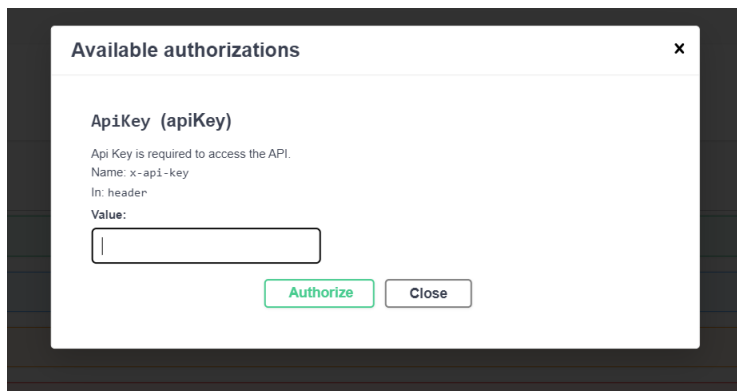 Available authorizations
ApiKey (apiKey)
Api Key is required to access the API.
Name: x-api-key
In: header
Value:
Authorize Close